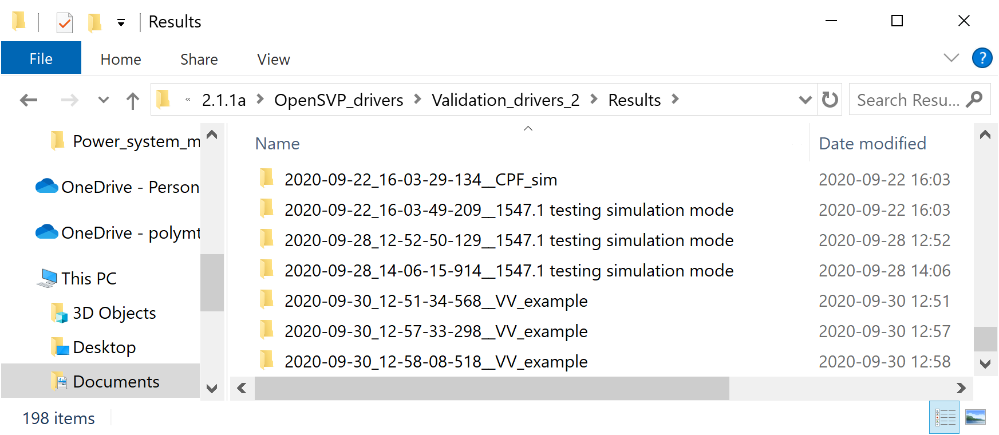 Results
File Home Share View
?
« 2.1.1a > OpenSVP_drivers > Validation_drivers_2 > Results > Search Resu...
Power_system_m
OneDrive - Person
OneDrive - polymt
This PC
3D Objects
Desktop
Documents
Name Date modified
2020-09-22_16-03-29-134__CPF_sim 2020-09-22 16:03
2020-09-22_16-03-49-209__1547.1 testing simulation mode 2020-09-22 16:03
2020-09-28_12-52-50-129__1547.1 testing simulation mode 2020-09-28 12:52
2020-09-28_14-06-15-914__1547.1 testing simulation mode 2020-09-28 14:06
2020-09-30_12-51-34-568__VV_example 2020-09-30 12:51
2020-09-30_12-57-33-298__VV_example 2020-09-30 12:57
2020-09-30_12-58-08-518__VV_example 2020-09-30 12:58
198 items